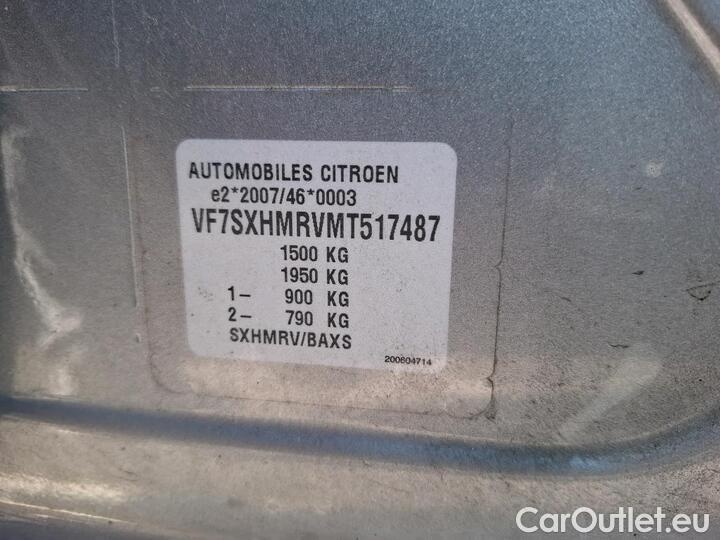 AUTOMOBILES CITROEN
e2*2007/46*0003
VF7SXHMRVMT517487
1500 KG
1950 KG
1- 900 KG
2- 790 KG
SXHMRV/BAXS
200804714
CarOutlet.eu